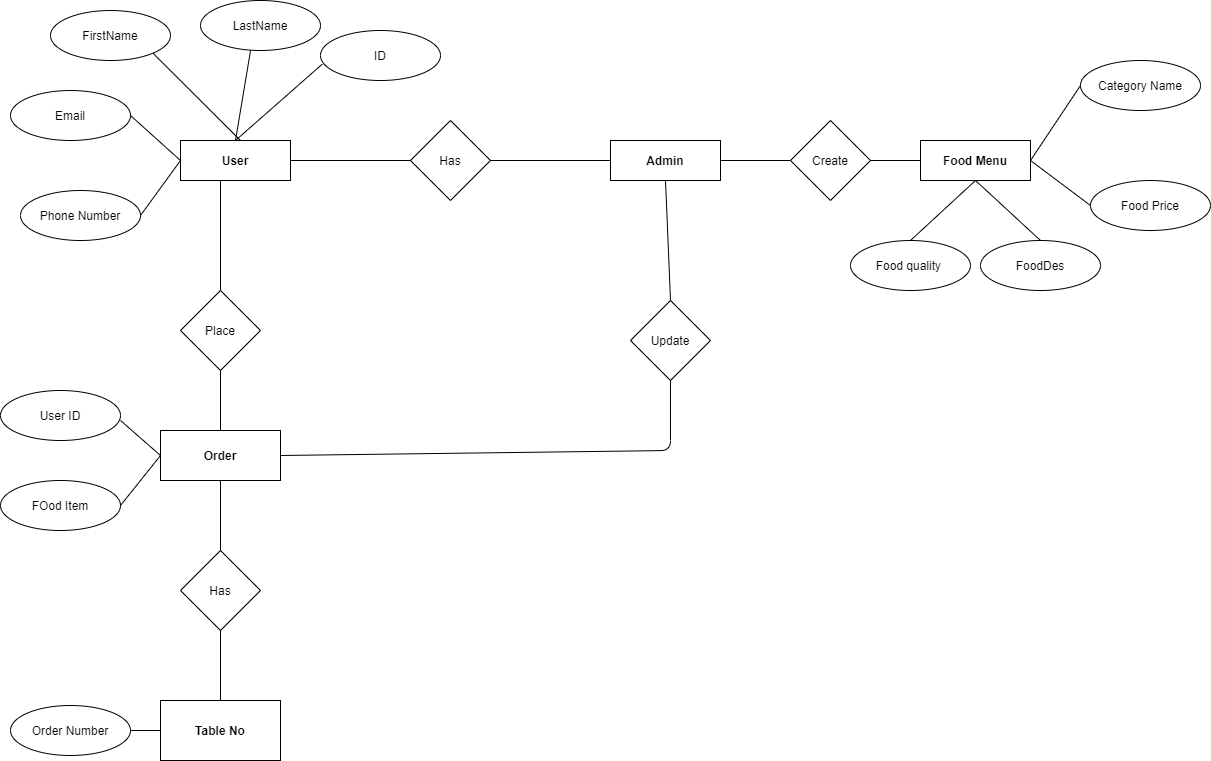 FirstName
LastName
ID
Email
Phone Number
User
Has
Admin
Create
Food Menu
Category Name
Food Price
Food quality
FoodDes
Place
Update
User ID
Order
FOod Item
Has
Order Number
Table No